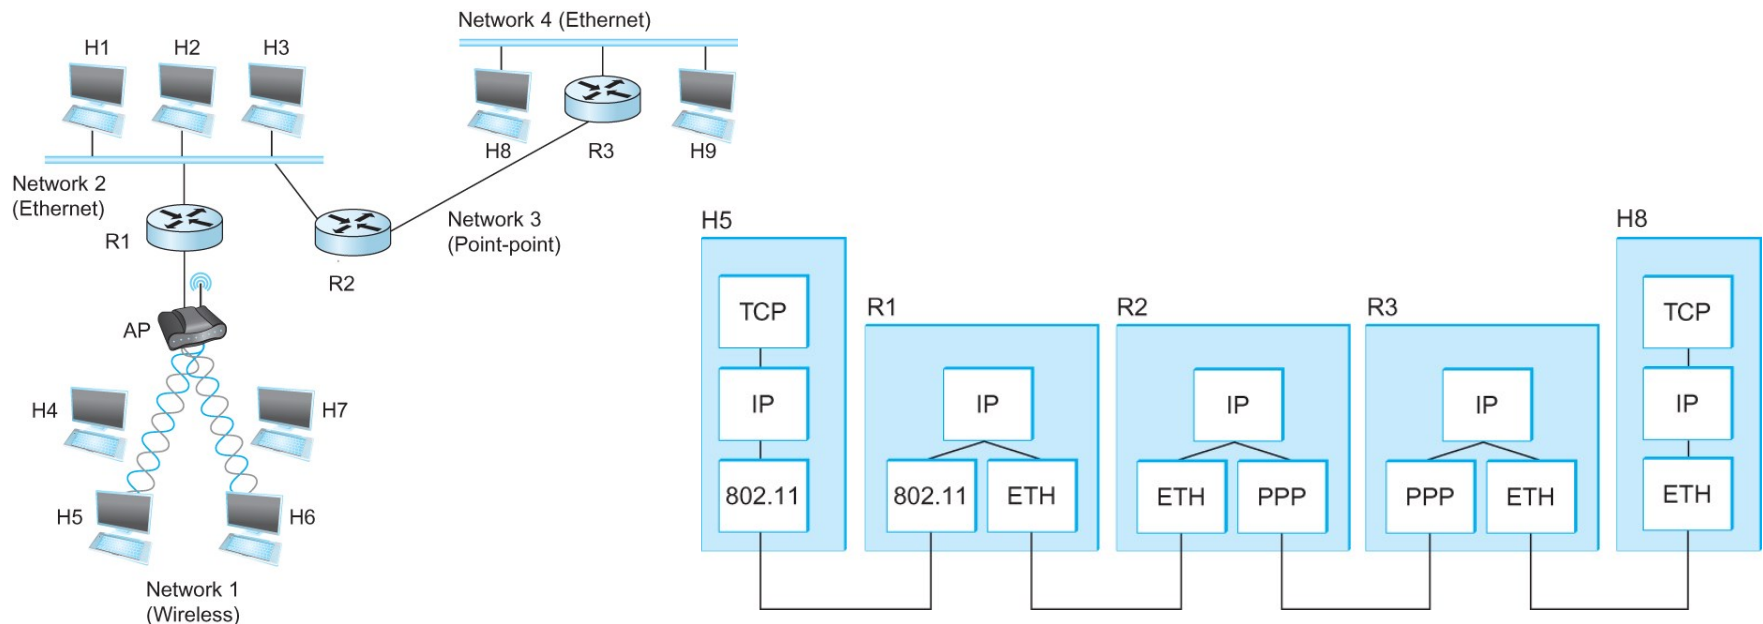 Network 4 (Ethernet)
H1
H2
H3
H8
R3
H9
Network 2
(Ethernet)
R1
Network 3
(Point-point)
R2
AP
H4
H7
H5
H6
Network 1
(Wireless)
H5
H8
TCP
R1
R2
R3
TCP
IP
IP
IP
IP
IP
802.11
802.11
ETH
ETH
PPP
PPP
ETH
ETH